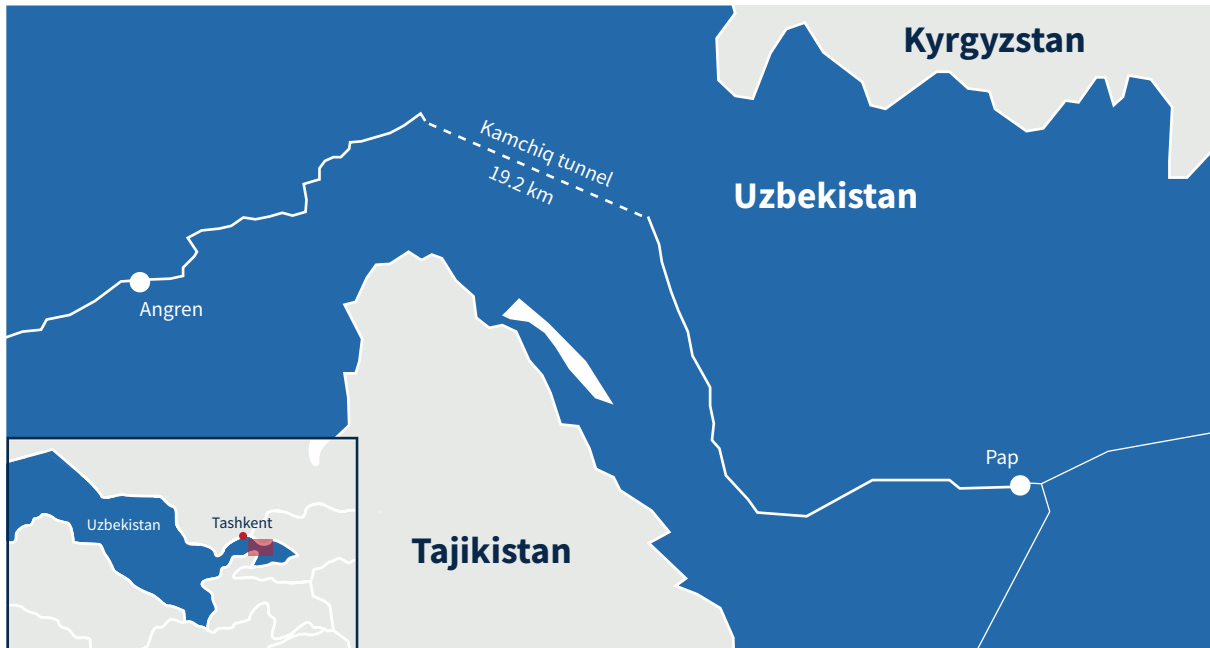 Kyrgyzstan
Kamchiq tunnel
19.2 km
Uzbekistan
Angren
Pap
Uzbekistan
Tashkent
Tajikistan